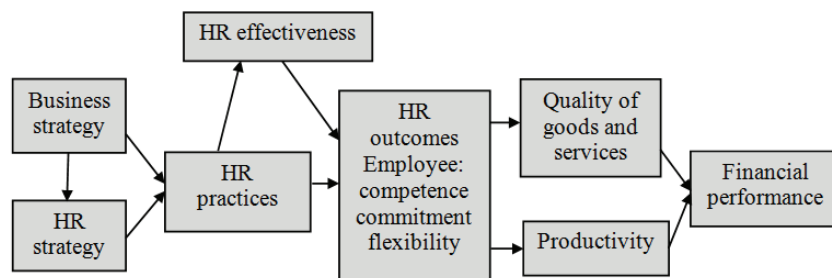 HR effectiveness
Business
strategy
HR
strategy
HR
practices
HR
outcomes
Employee:
competence
commitment
flexibility
Quality of
goods and
services
Productivity
Financial
performance